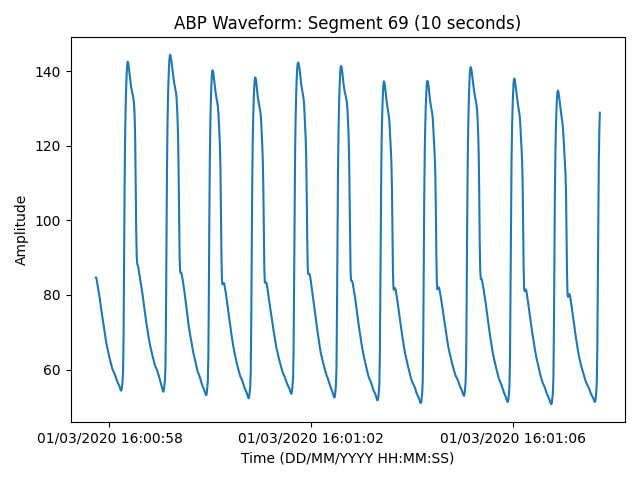 ABP Waveform: Segment 69 (10 seconds)
140
120
100
80
60
Amplitude
01/03/2020 16:00:58 01/03/2020 16:01:02 01/03/2020 16:01:06
Time (DD/MM/YYYY HH:MM:SS)